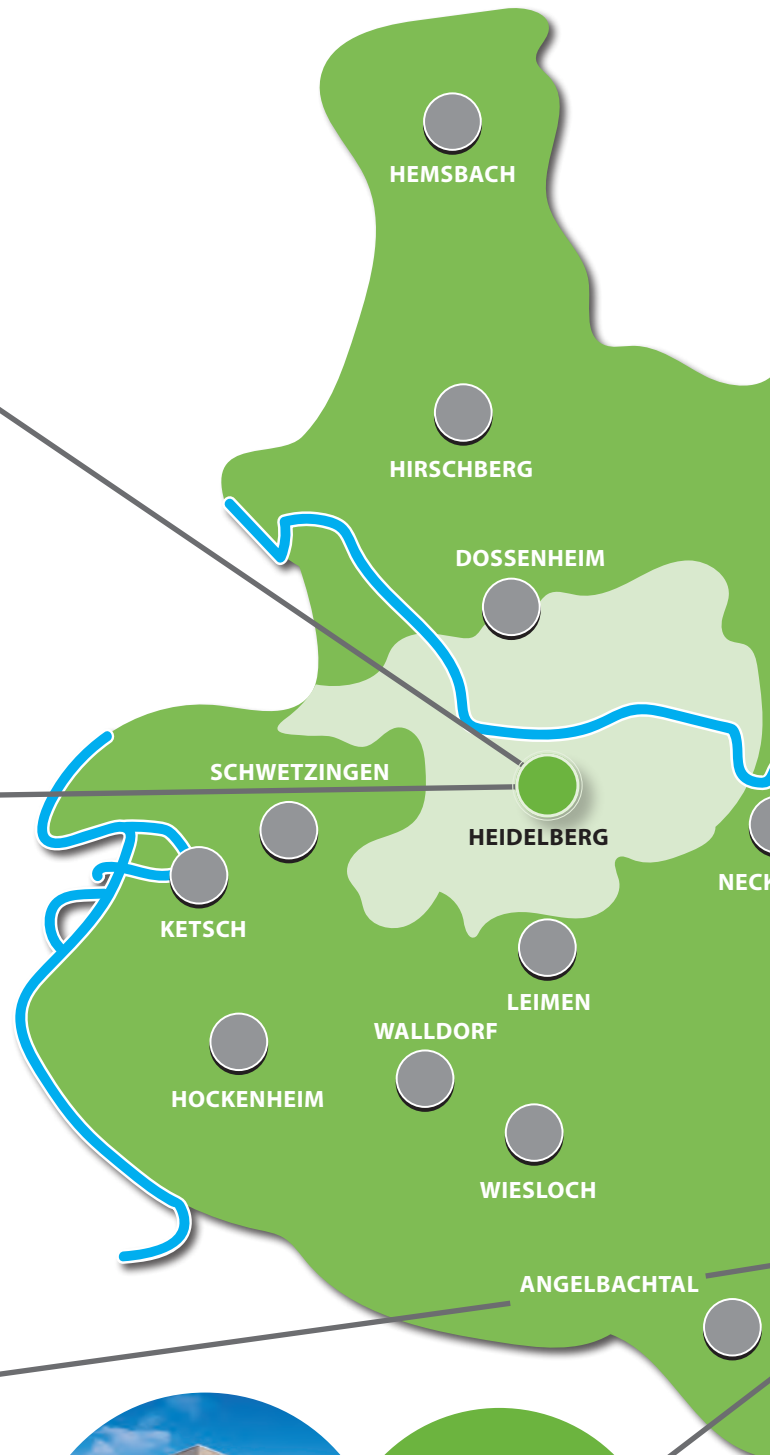 HEMSBACH
HIRSCHBERG
DOSSENHEIM
SCHWETZINGEN
HEIDELBERG
KETSCH
LEIMEN
WALLDORF
HOCKENHEIM
WIESLOCH
ANGELBACHTAL